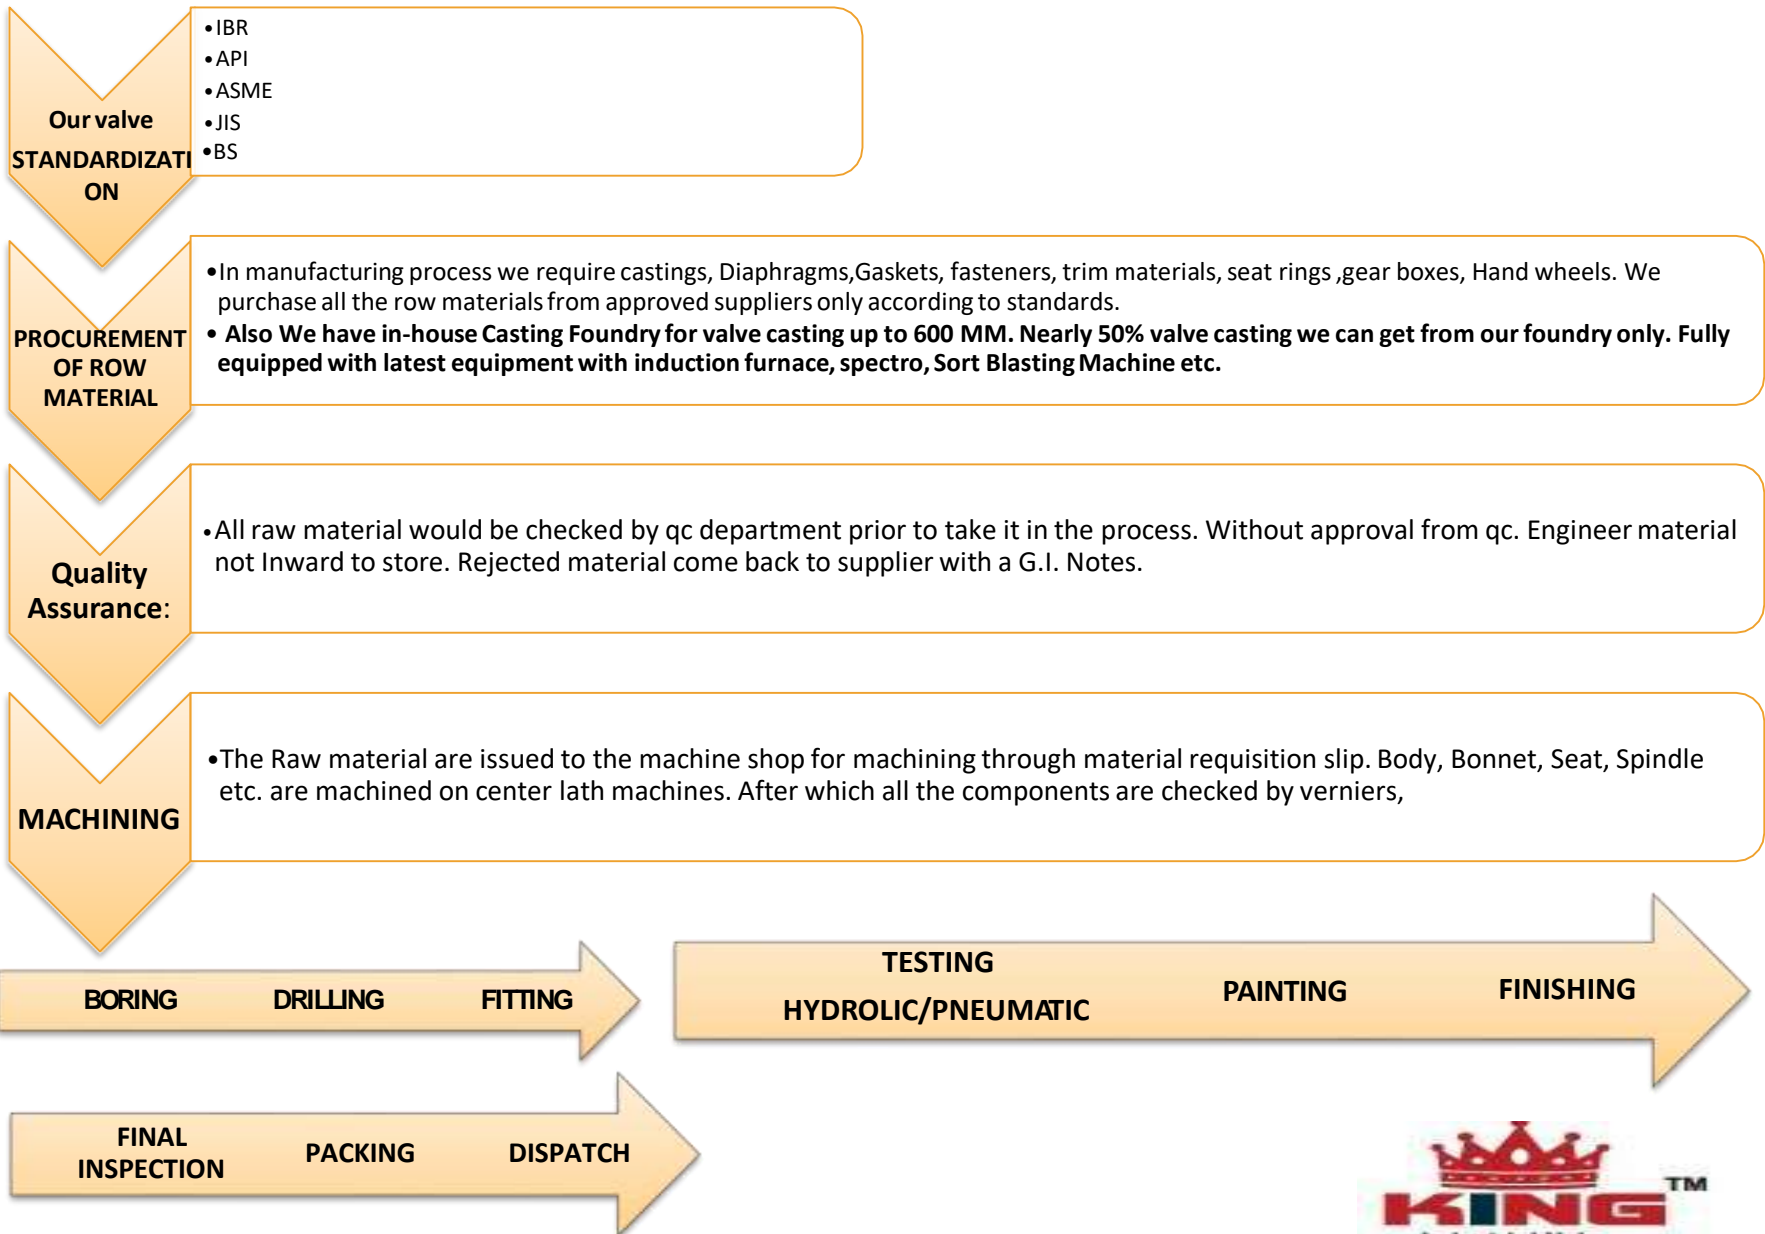 Our valve
STANDARDIZATI
ON
•IBR
•API
•ASME
•JIS
•BS
PROCUREMENT
OF ROW
MATERIAL
•In manufacturing process we require castings, Diaphragms,Gaskets, fasteners, trim materials, seat rings ,gear boxes, Hand wheels. We
purchase all the row materials from approved suppliers only according to standards.
• Also We have in-house Casting Foundry for valve casting up to 600 MM. Nearly 50% valve casting we can get from our foundry only. Fully
equipped with latest equipment with induction furnace, spectro, Sort Blasting Machine etc.
Quality
Assurance:
•All raw material would be checked by qc department prior to take it in the process. Without approval from qc. Engineer material
not Inward to store. Rejected material come back to supplier with a G.I. Notes.
MACHINING
•The Raw material are issued to the machine shop for machining through material requisition slip. Body, Bonnet, Seat, Spindle
etc. are machined on center lath machines. After which all the components are checked by verniers,
BORING DRILLING FITTING
TESTING
HYDROLIC/PNEUMATIC
PAINTING
FINISHING
FINAL
INSPECTION
PACKING
DISPATCH
KING TM